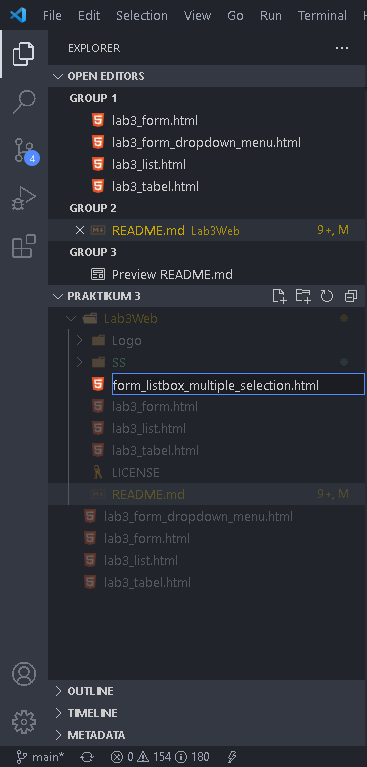 File Edit Selection View Go Run Terminal
EXPLORER
OPEN EDITORS
GROUP 1
lab3_form.html
lab3_form_dropdown_menu.html
lab3_list.html
lab3_tabel.html
GROUP 2
README.md Lab3Web 9+, M
GROUP 3
Preview README.md
PRAKTIKUM 3
Lab3Web
Logo
SS
form_listbox_multiple_selection.html
lab3_form.html
lab3_list.html
lab3_tabel.html
LICENSE
README.md 9+, M
lab3_form_dropdown_menu.html
lab3_form.html
lab3_list.html
lab3_tabel.html
OUTLINE
TIMELINE
METADATA
4
main* 0 154 180